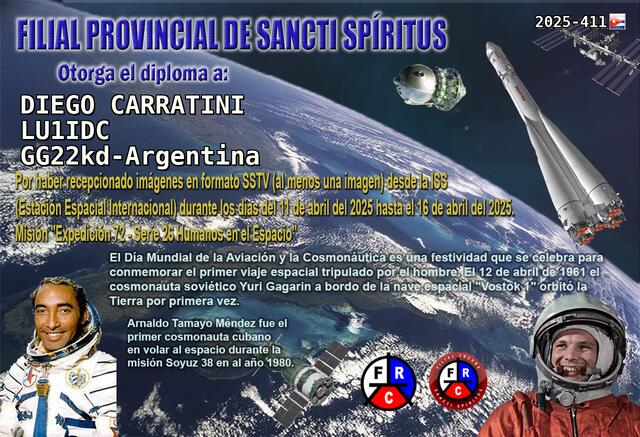 FILIAL PROVINCIAL DE SANCTI SPÍRITUS
2025-411
Otorga el diploma a:
DIEGO CARRATINI
LU1IDC
GG22kd-Argentina
Por haber recepcionado imágenes en formato SSTV (al menos una imagen) desde la ISS
(Estación Espacial Internacional) durante los días del 11 de abril del 2025 hasta el 16 de abril del 2025.
Misión "Expedición 72 - Serie 26 Humanos en el Espacio"
El Día Mundial de la Aviación y la Cosmonáutica es una festividad que se celebra para
conmemorar el primer viaje espacial tripulado por el hombre. El 12 de abril de 1961 el
cosmonauta soviético Yuri Gagarin a bordo de la nave espacial "Vostok 1" orbitó la
Tierra por primera vez.
Arnaldo Tamayo Méndez fue el
primer cosmonauta cubano
en volar al espacio durante la
misión Soyuz 38 en al año 1980.
F R
C
F R
C